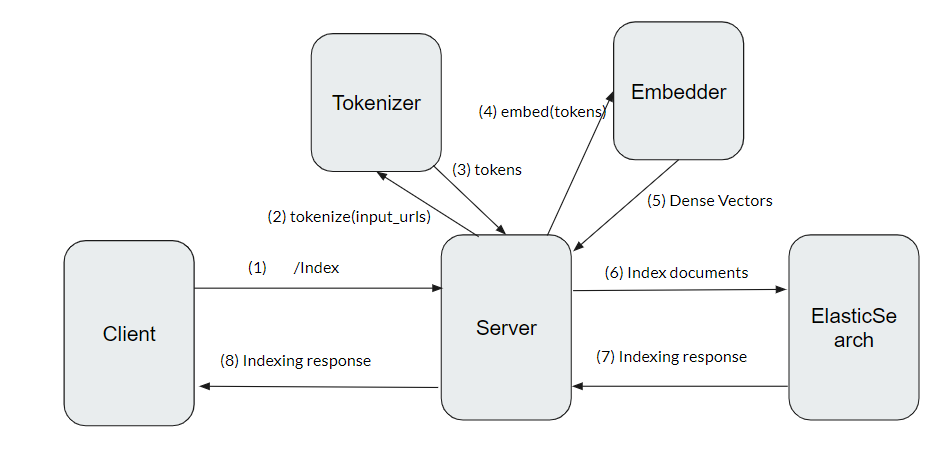 Tokenizer
Embedder
(4) embed(tokens)
(3) tokens
(5) Dense Vectors
(2) tokenize(input_urls)
(1) /Index
(6) Index documents
Client
Server
ElasticSe
arch
(8) Indexing response
(7) Indexing response